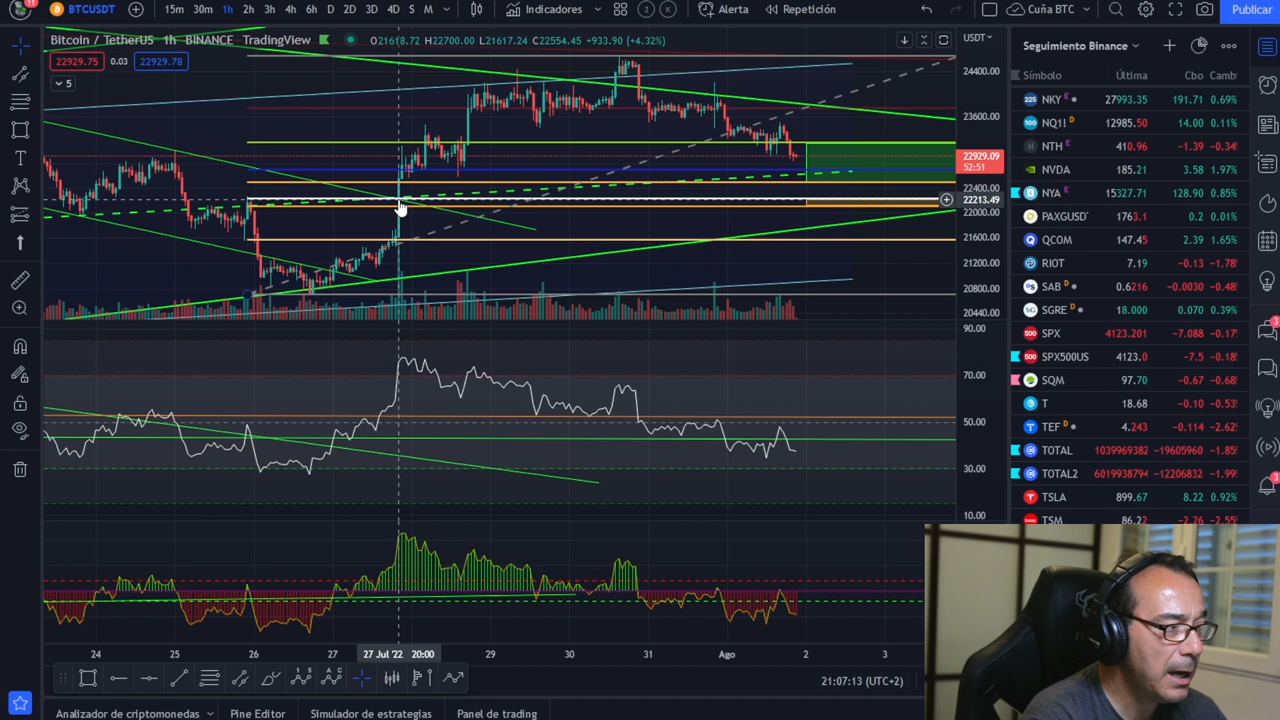 11
BTCUSDT 15m 30m 1h 2h 3h 4h 6h D 2D 3D 4D S M Indicadores 2 K Alerta Repetición Cuña BTC Publicar
Bitcoin / TetherUS 1h BINANCE TradingView O21618.72 H22700.00 L21617.24 C22554.45 +933.90 (+4.32%) USDT
22929.75 0.03 22929.78
5
24400.00
23600.00
22929.09
52:51
22400.00
22213.49
22000.00
21600.00
21200.00
20800.00
20440.00
90.00
70.00
50.00
30.00
10.00
24 25 26 27 27 Jul '22 20:00 29 30 31 Ago 2 3
21:07:13 (UTC+2)
Analizador de criptomonedas Pine Editor Simulador de estrategias Panel de trading
Seguimiento Binance
Símbolo Última Cbo Camb
225 NKY E 27993.35 191.71 0.69%
100 NQ1! D 12985.50 14.00 0.11%
N NTH E 410.96 -1.39 -0.34
NVDA 185.21 3.58 1.97%
NYA E 15327.71 128.90 0.85%
PAXGUSD 1763.1 0.2 0.01%
QCOM 147.45 2.39 1.65%
RIOT 7.19 -0.13 -1.78
SAB D 0.6216 -0.0030 -0.48
SG SGRE 18.000 0.070 0.39%
500 SPX 4123.201 -7.088 -0.17
500 SPX500US 4123.0 -7.5 -0.18
SQM 97.70 -0.67 -0.68
T 18.68 -0.10 -0.53
TEF D 4.243 -0.114 -2.62
TOTAL 1039969382 -19605960 -1.85
TOTAL2 6019938794 -12206832 -1.99
TSLA 899.67 8.22 0.92%
TSM 86.22 -2.26 -2.55
3
3